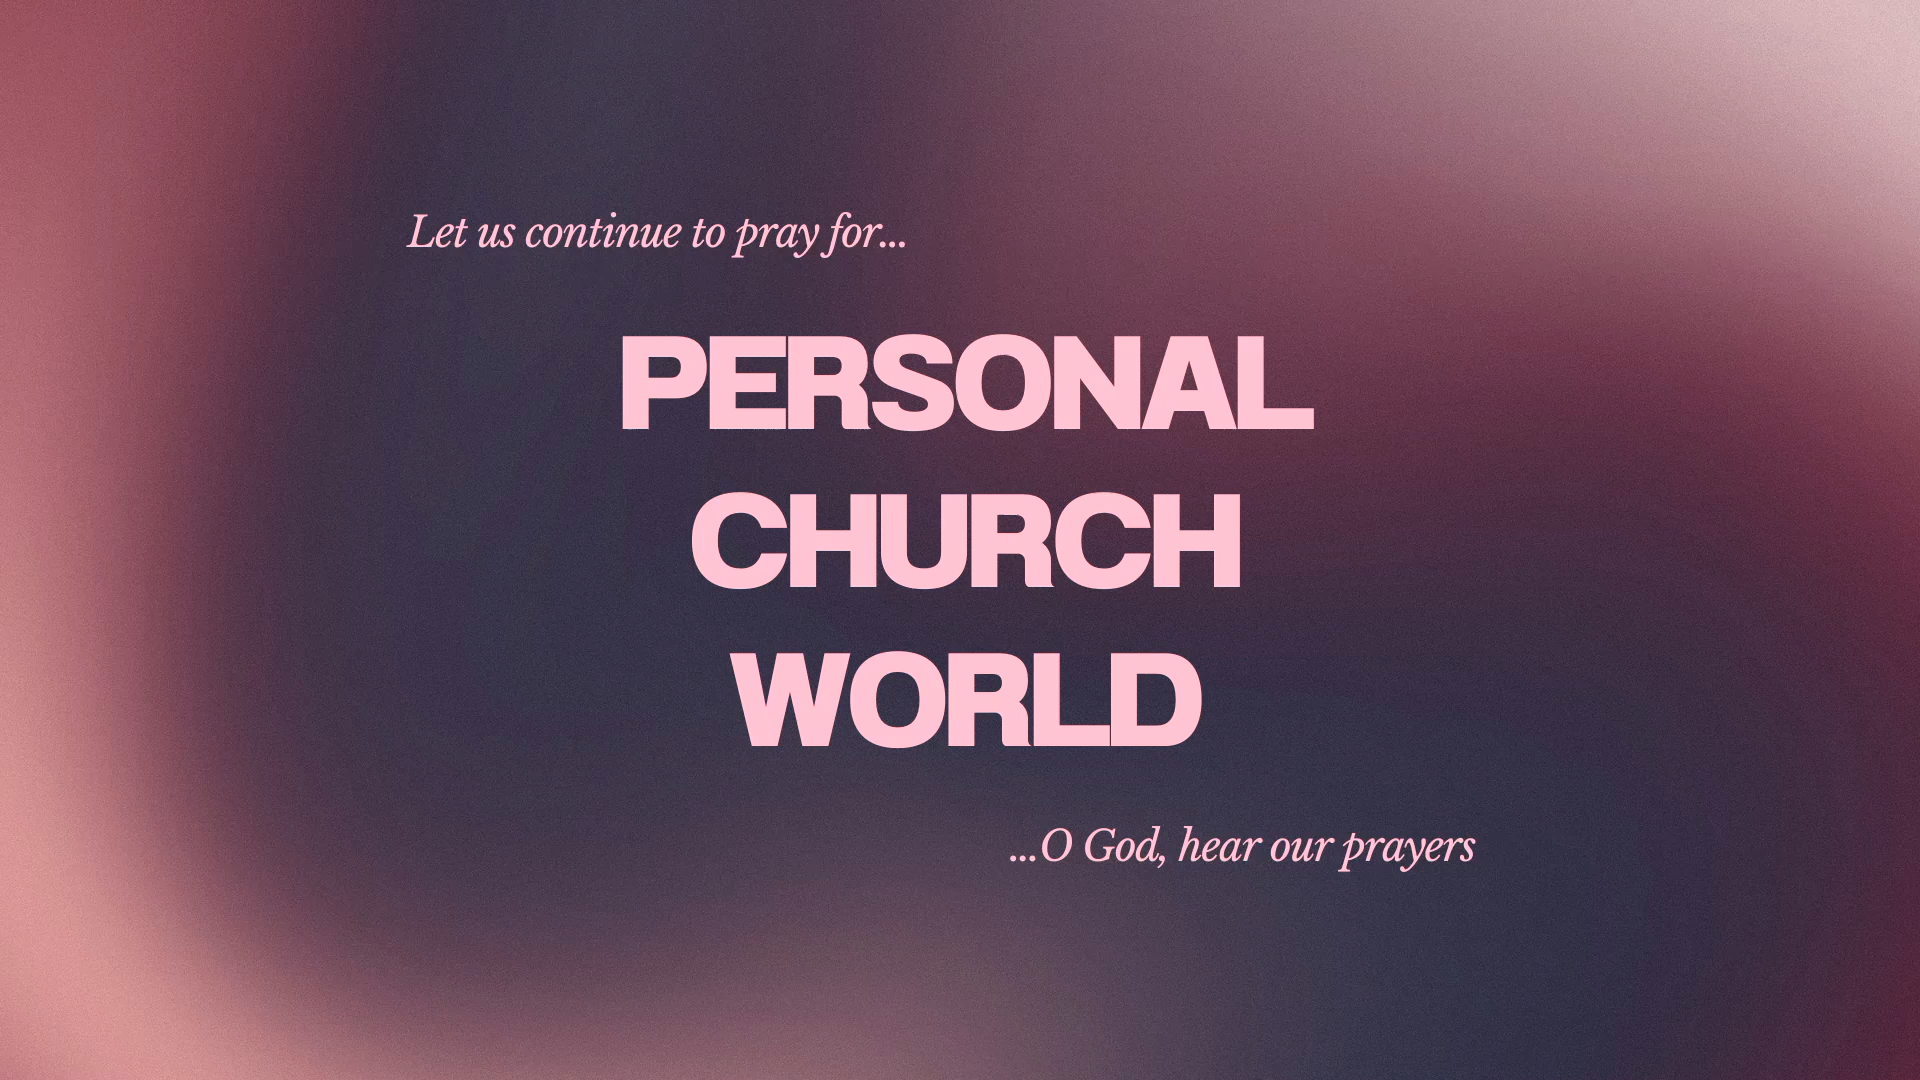 Let us continue to pray for...
PERSONAL
CHURCH
WORLD
...O God, hear our prayers